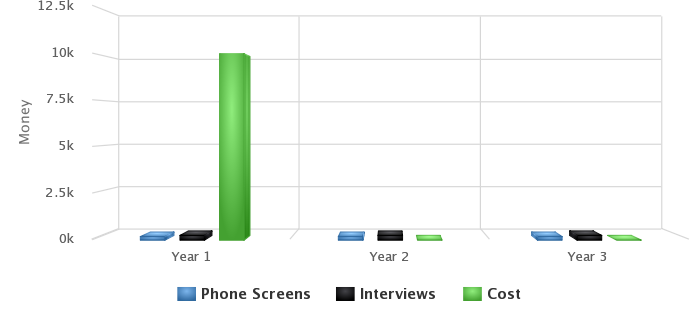 12.5k
10k
7.5k
5k
2.5k
0k
Money
Year 1
Year 2
Year 3
Phone Screens
Interviews
Cost